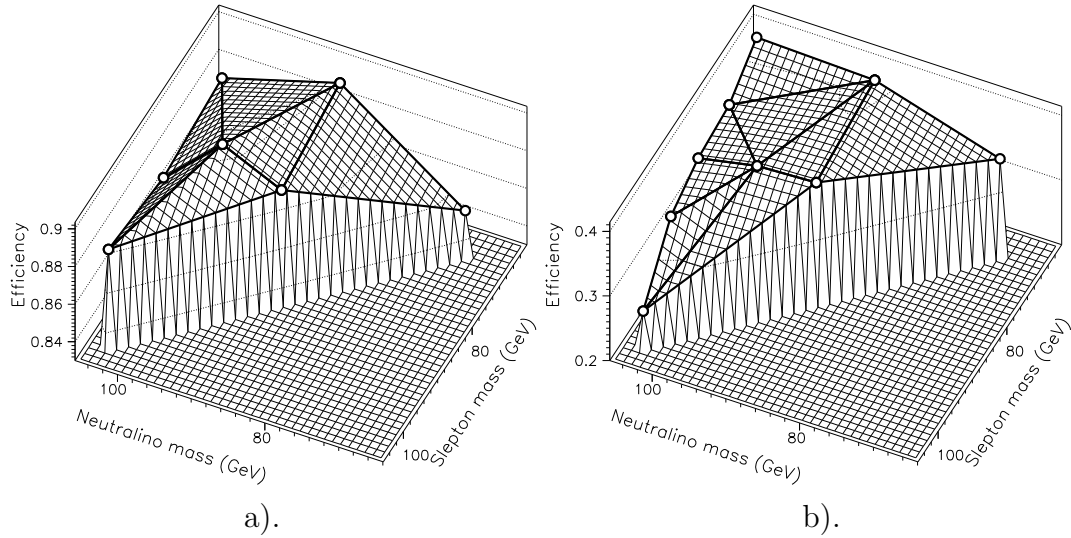 Efficiency
0.9
0.88
0.86
0.84
100
80
Neutralino mass (GeV)
100
80
Slepton mass (GeV)
a).
Efficiency
0.4
0.3
0.2
100
80
Neutralino mass (GeV)
100
80
Slepton mass (GeV)
b).